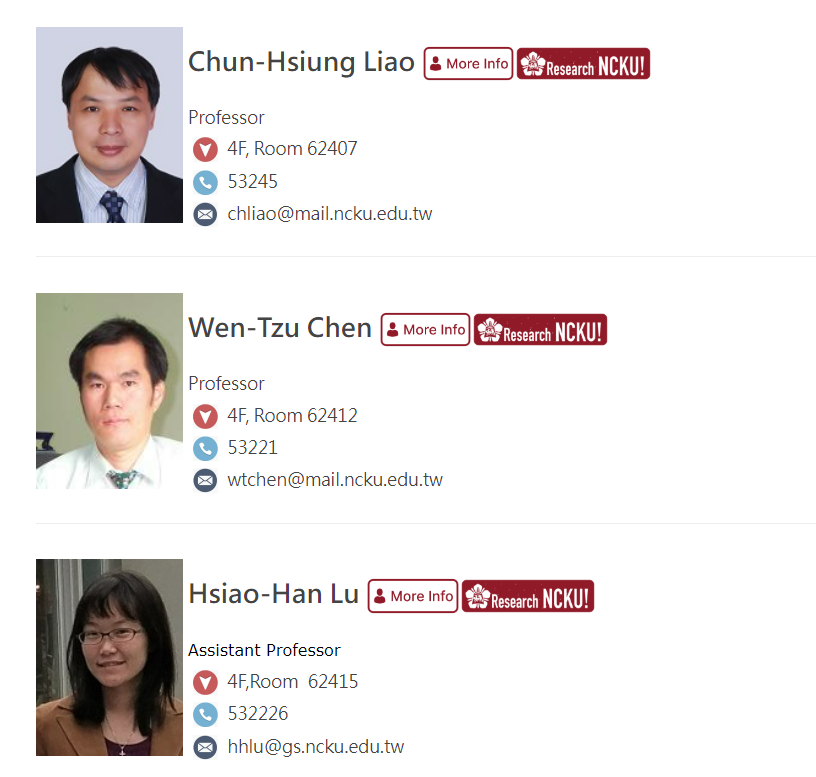 Chun-Hsiung Liao More Info Research NCKU!
Professor
4F, Room 62407
53245
chliao@mail.ncku.edu.tw
Wen-Tzu Chen More Info Research NCKU!
Professor
4F, Room 62412
53221
wtchen@mail.ncku.edu.tw
Hsiao-Han Lu More Info Research NCKU!
Assistant Professor
4F,Room  62415
532226
hhlu@gs.ncku.edu.tw